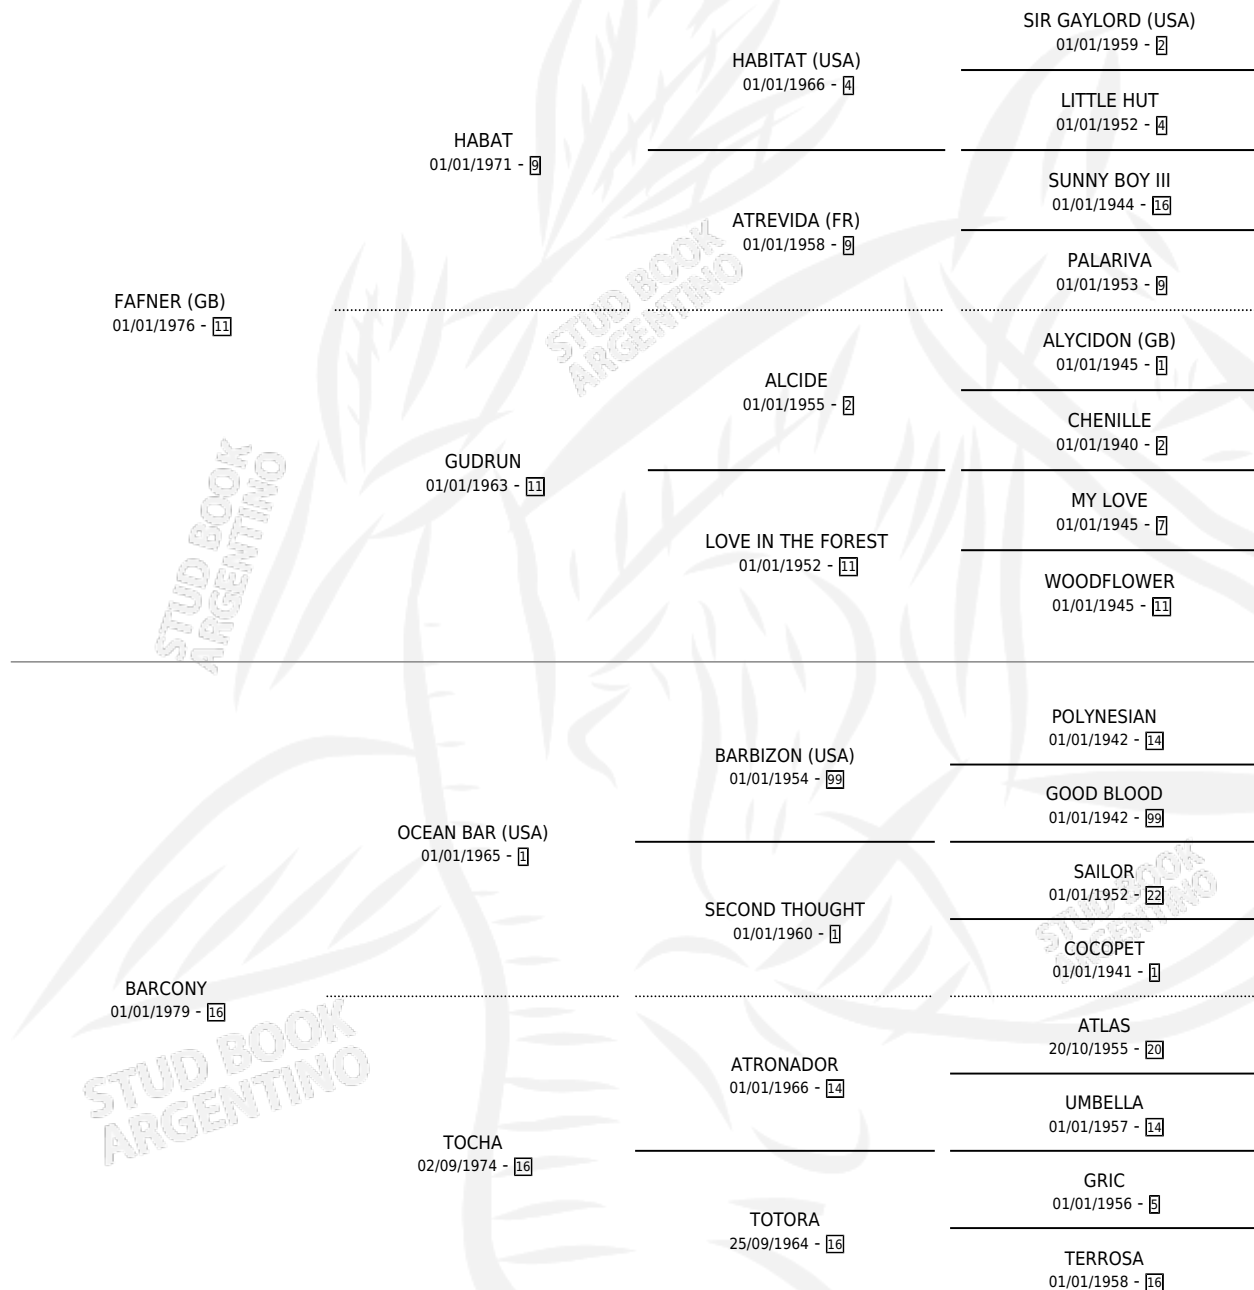 SIR GAYLORD (USA)
01/01/1959 - 2
HABITAT (USA)
01/01/1966 - 4
LITTLE HUT
01/01/1952 - 4
HABAT
01/01/1971 - 9
SUNNY BOY III
01/01/1944 - 16
ATREVIDA (FR)
01/01/1958 - 9
PALARIVA
01/01/1953 - 9
FAFNER (GB)
01/01/1976 - 11
ALYCIDON (GB)
01/01/1945 - 1
ALCIDE
01/01/1955 - 2
CHENILLE
01/01/1940 - 2
GUDRUN
01/01/1963 - 11
MY LOVE
01/01/1945 - 7
LOVE IN THE FOREST
01/01/1952 - 11
WOODFLOWER
01/01/1945 - 11
POLYNESIAN
01/01/1942 - 14
BARBIZON (USA)
01/01/1954 - 99
GOOD BLOOD
01/01/1942 - 99
OCEAN BAR (USA)
01/01/1965 - 1
SAILOR
01/01/1952 - 22
SECOND THOUGHT
01/01/1960 - 1
COCOPET
01/01/1941 - 1
BARCONY
01/01/1979 - 16
ATLAS
20/10/1955 - 20
ATRONADOR
01/01/1966 - 14
UMBELLA
01/01/1957 - 14
TOCHA
02/09/1974 - 16
GRIC
01/01/1956 - 5
TOTORA
25/09/1964 - 16
TERROSA
01/01/1958 - 16
STUD BOOK
ARGENTINO
STUD BOOK
ARGENTINO
STUD BOOK
ARGENTINO
STUD BOOK
ARGENTINO